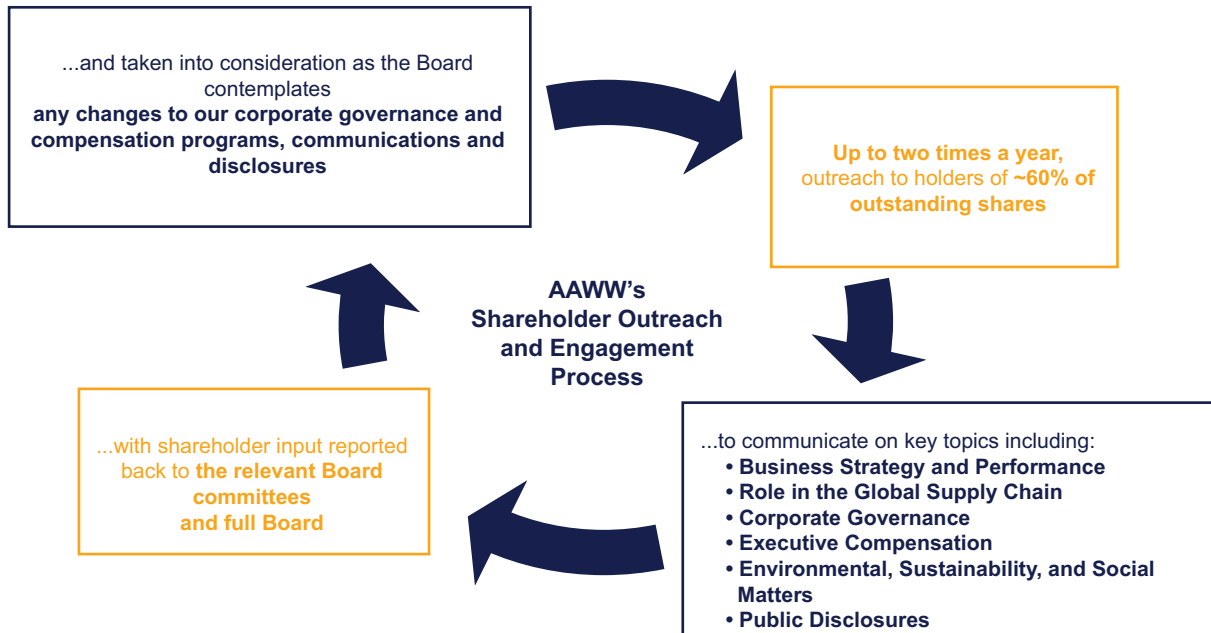 ...and taken into consideration as the Board
contemplates
any changes to our corporate governance and
compensation programs, communications and
disclosures
Up to two times a year,
outreach to holders of ~60% of
outstanding shares
AAWW's
Shareholder Outreach
and Engagement
Process
...to communicate on key topics including:
• Business Strategy and Performance
• Role in the Global Supply Chain
• Corporate Governance
• Executive Compensation
• Environmental, Sustainability, and Social
Matters
• Public Disclosures
...with shareholder input reported
back to the relevant Board
committees
and full Board